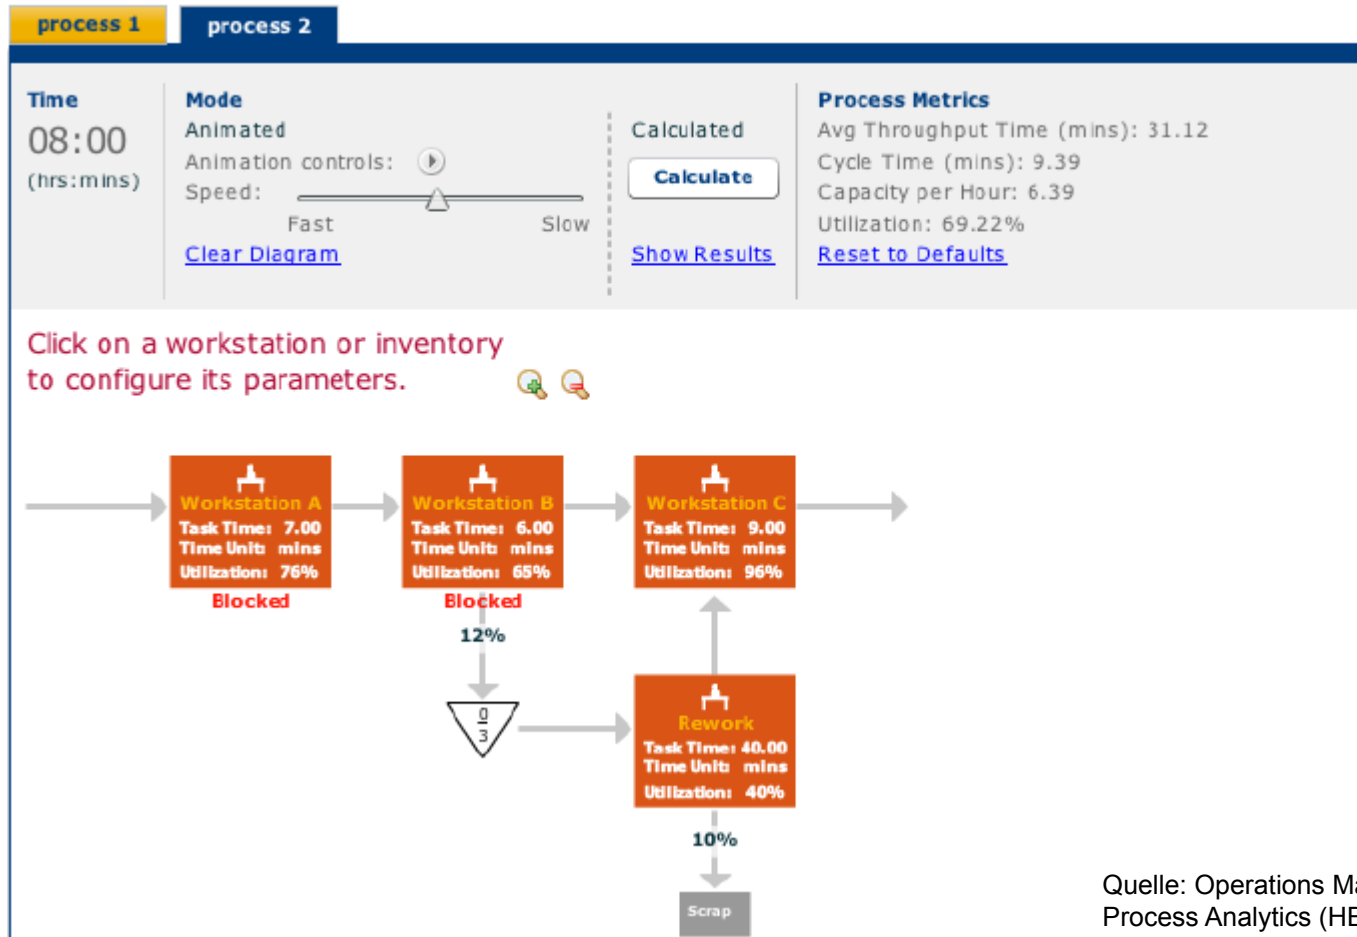 process 1
process 2
Time
08:00
(hrs:mins)
Mode
Animated
Animation controls:
Speed:
Fast
Slow
Clear Diagram
Calculated
Calculate
Show Results
Process Metrics
Avg Throughput Time (mins): 31.12
Cycle Time (mins): 9.39
Capacity per Hour: 6.39
Utilization: 69.22%
Reset to Defaults
Click on a workstation or inventory
to configure its parameters.
Workstation A
Task Time: 7.00
Time Unit: mins
Utilization: 76%
Blocked
Workstation B
Task Time: 6.00
Time Unit: mins
Utilization: 65%
Blocked
Workstation C
Task Time: 9.00
Time Unit: mins
Utilization: 96%
12%
0
3
Rework
Task Time: 40.00
Time Unit: mins
Utilization: 40%
10%
Scrap
Quelle: Operations Ma
Process Analytics (HB